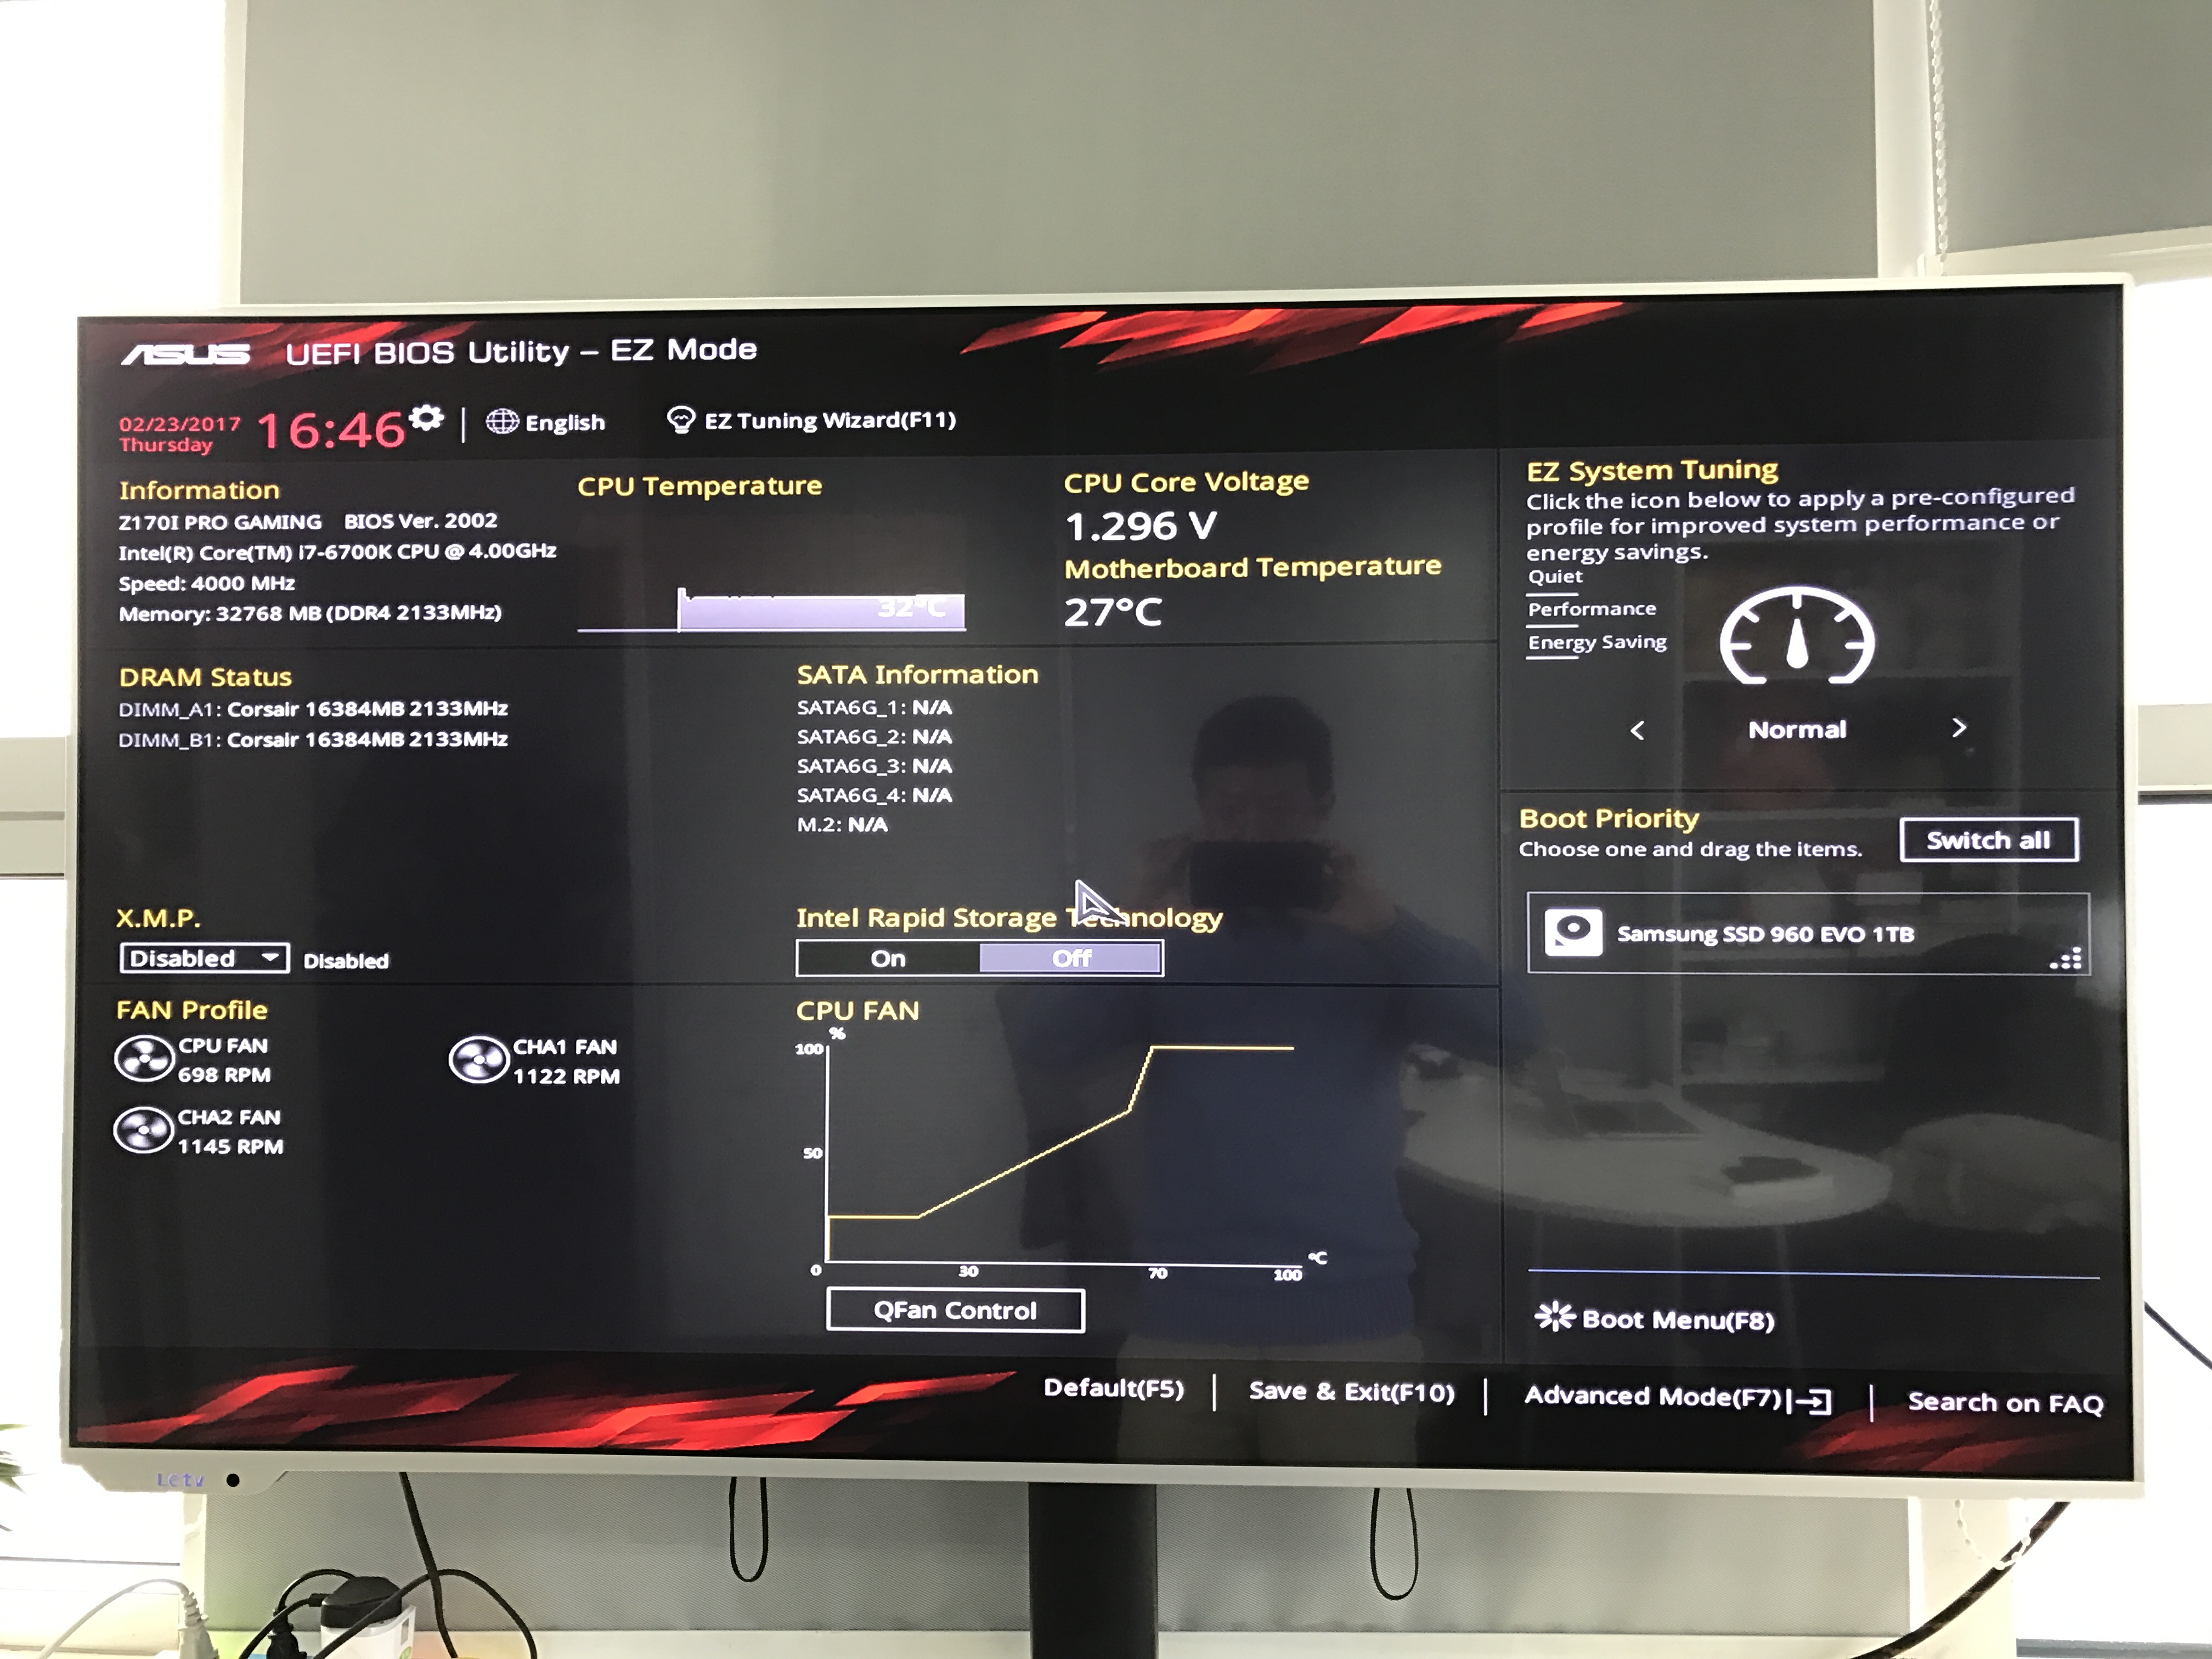 ASUS UEFI BIOS Utility – EZ Mode
02/23/2017
Thursday
16:46
English
EZ Tuning Wizard(F11)
Information
Z170I PRO GAMING BIOS Ver. 2002
Intel(R) Core(TM) i7-6700K CPU @ 4.00GHz
Speed: 4000 MHz
Memory: 32768 MB (DDR4 2133MHz)
CPU Temperature
32°C
CPU Core Voltage
1.296 V
Motherboard Temperature
27°C
EZ System Tuning
Click the icon below to apply a pre-configured
profile for improved system performance or
energy savings.
Quiet
Performance
Energy Saving
Normal
DRAM Status
DIMM_A1: Corsair 16384MB 2133MHz
DIMM_B1: Corsair 16384MB 2133MHz
SATA Information
SATA6G_1: N/A
SATA6G_2: N/A
SATA6G_3: N/A
SATA6G_4: N/A
M.2: N/A
Boot Priority
Choose one and drag the items.
Switch all
Samsung SSD 960 EVO 1TB
X.M.P.
Disabled Disabled
Intel Rapid Storage Technology
On Off
FAN Profile
CPU FAN
698 RPM
CHA1 FAN
1122 RPM
CHA2 FAN
1145 RPM
CPU FAN
%
100
50
0 30 70 100
°C
QFan Control
Boot Menu(F8)
Default(F5) | Save & Exit(F10) | Advanced Mode(F7) | Search on FAQ
Letv